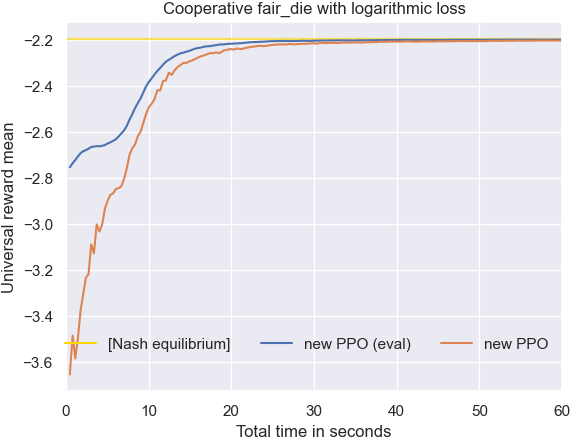 Cooperative fair_die with logarithmic loss
Universal reward mean
−2.2
−2.4
−2.6
−2.8
−3.0
−3.2
−3.4
−3.6
[Nash equilibrium] new PPO (eval) new PPO
0 10 20 30 40 50 60
Total time in seconds